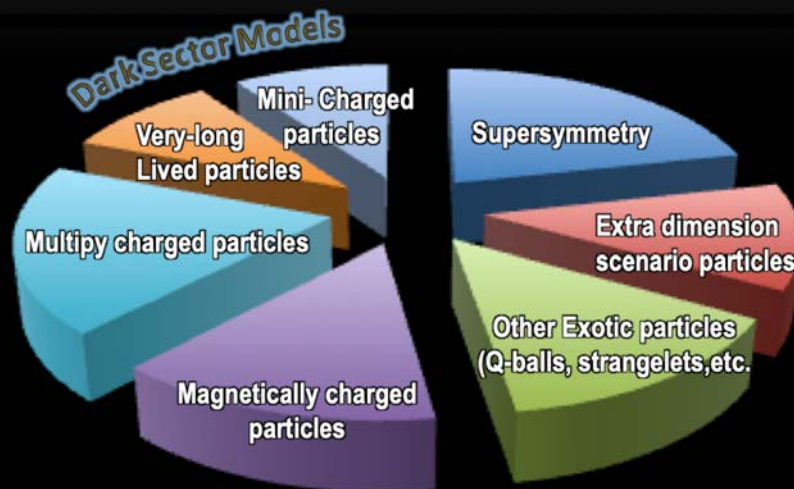 Dark Sector Models
Mini- Charged
particles
Supersymmetry
Very-long
Lived particles
Extra dimension
scenario particles
Multipy charged particles
Other Exotic particles
(Q-balls, strangelets,etc.
Magnetically charged
particles